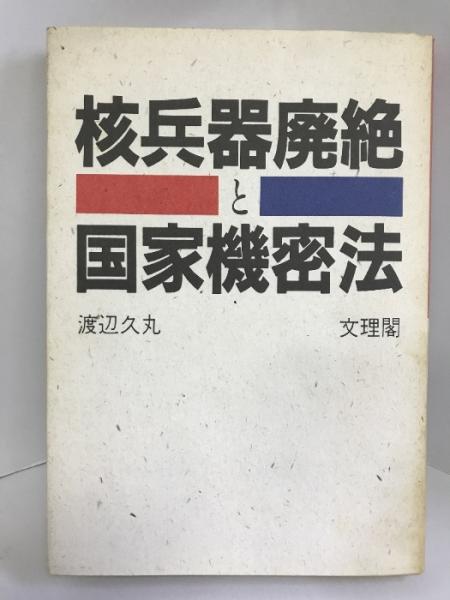 核兵器廃絶
と
国家機密法
渡辺久丸 文理閣